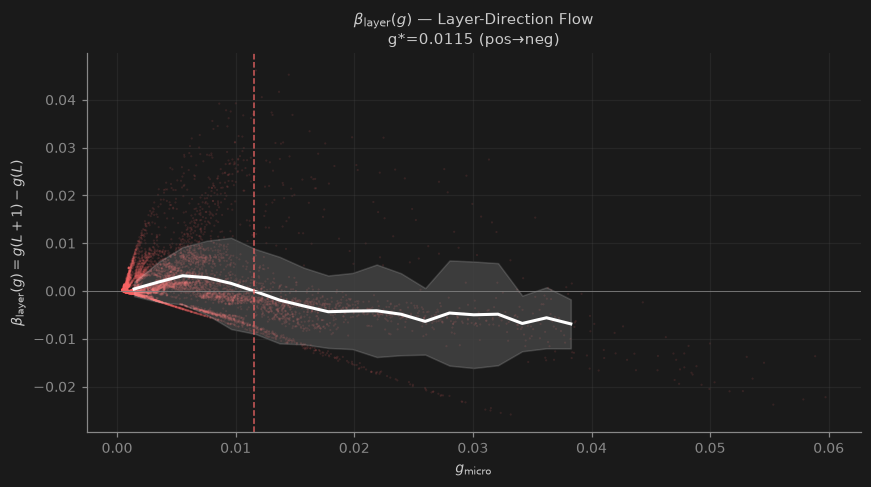 β_layer(g) — Layer-Direction Flow
g*=0.0115 (pos→neg)
β_layer(g) = g(L + 1) − g(L)
0.04
0.03
0.02
0.01
0.00
−0.01
−0.02
0.00 0.01 0.02 0.03 0.04 0.05 0.06
g_micro